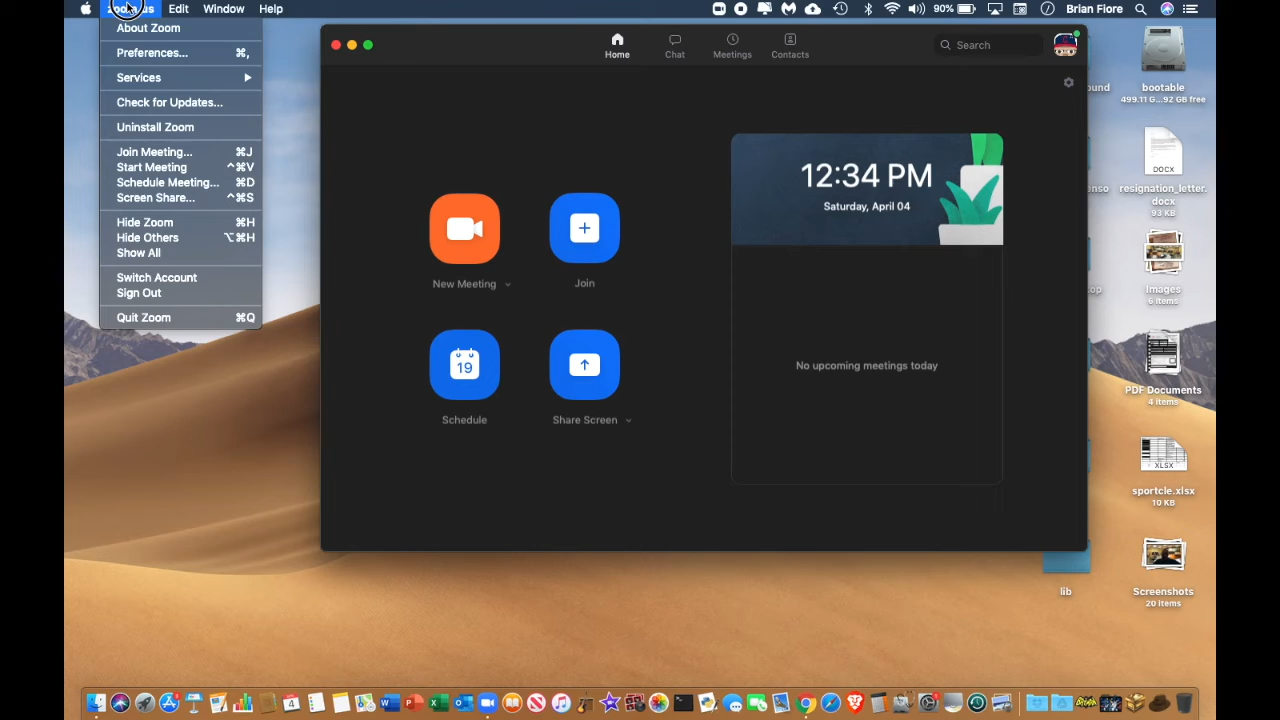 Edit
Window
Help
90%
Brian Fiore
About Zoom
Preferences... ⌘,
Services
Check for Updates...
Uninstall Zoom
Join Meeting... ⌘J
Start Meeting ^⌘V
Schedule Meeting... ⌘D
Screen Share... ^⌘S
Hide Zoom ⌘H
Hide Others ⌥⌘H
Show All
Switch Account
Sign Out
Quit Zoom ⌘Q
Home
Chat
Meetings
Contacts
Search
12:34 PM
Saturday, April 04
No upcoming meetings today
New Meeting
Join
19
Schedule
Share Screen
bootable
499.11 G...92 GB free
DOCX
resignation_letter.
docx
93 KB
Images
6 items
PDF Documents
4 items
XLSX
sportcle.xlsx
10 KB
Screenshots
20 items
lib
4